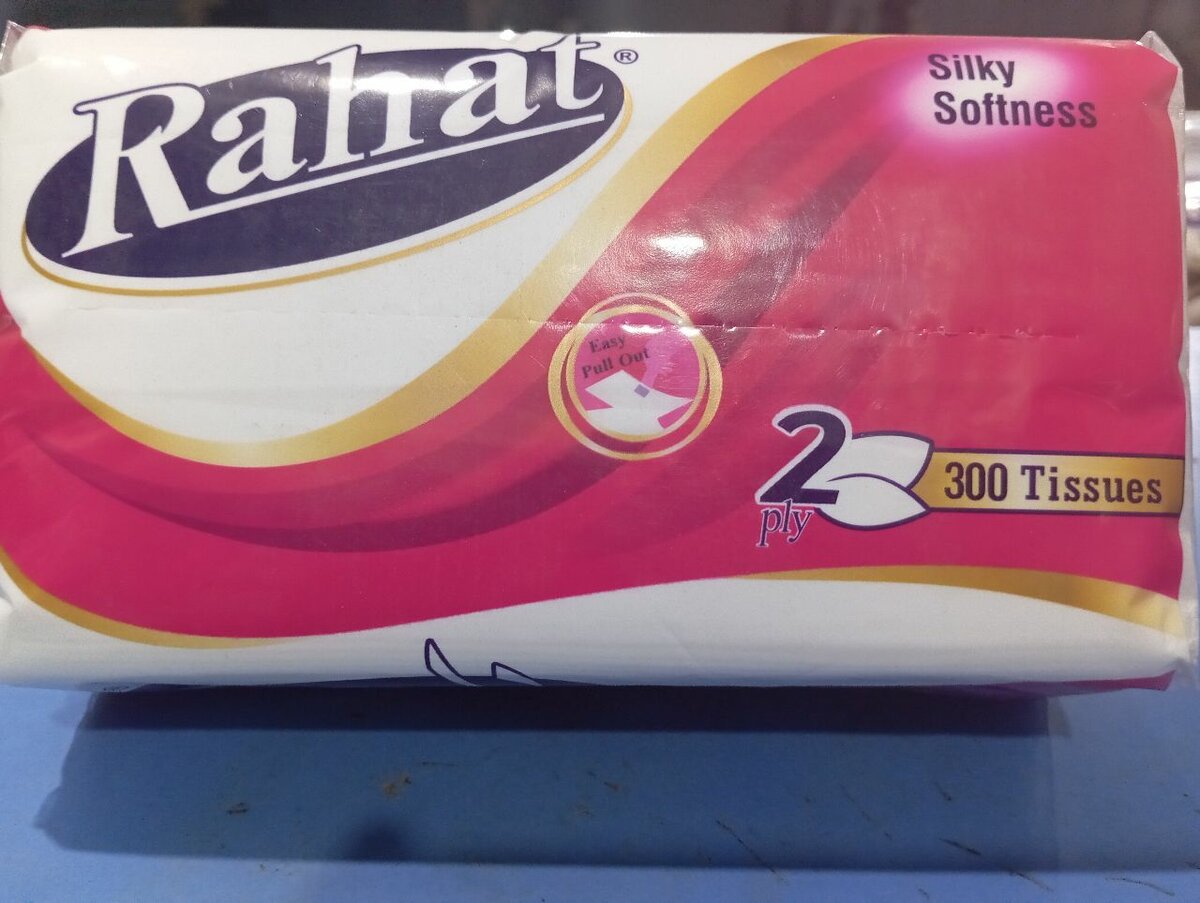 Rahat®
Silky
Softness
Easy
Pull Out
2
ply
300 Tissues